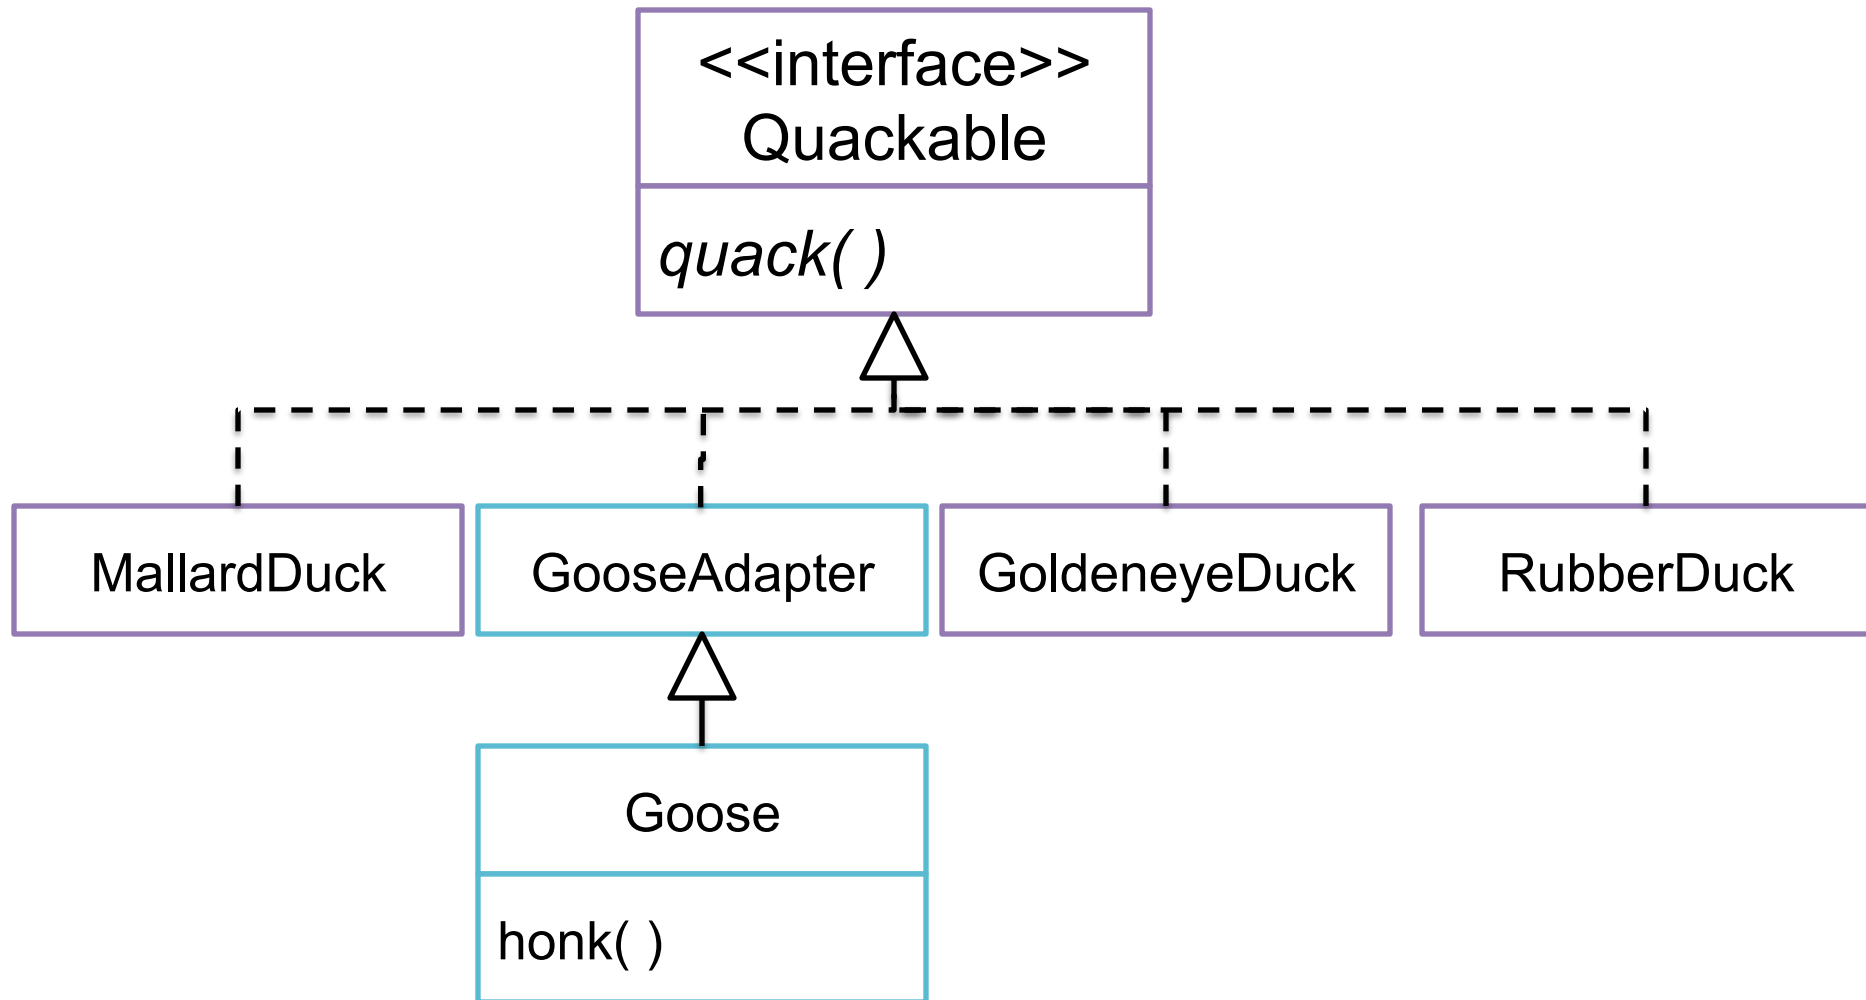 <<interface>>
Quackable
quack( )
MallardDuck
GooseAdapter
GoldeneyeDuck
RubberDuck
Goose
honk( )